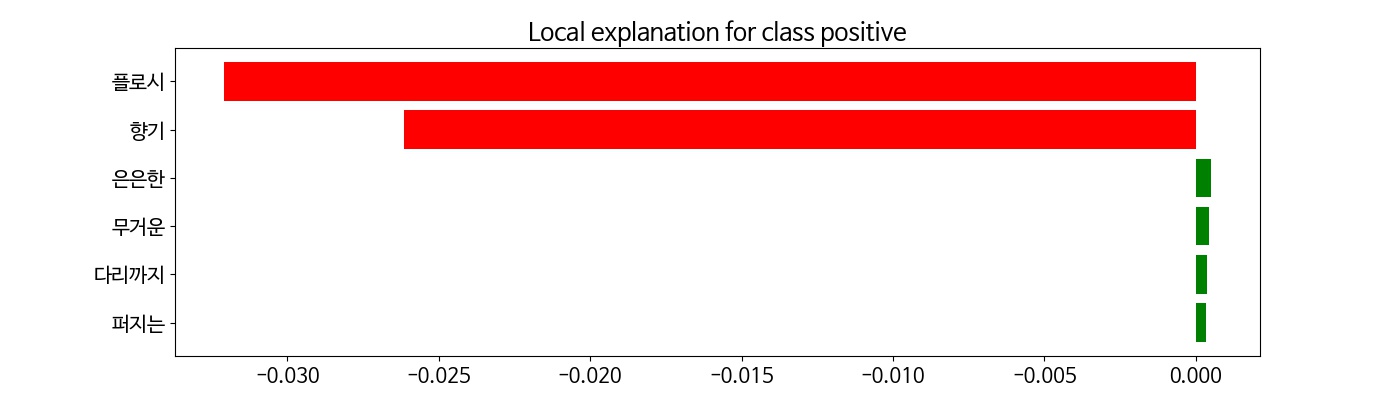 Local explanation for class positive
플로시
향기
은은한
무거운
다리까지
퍼지는
−0.030 −0.025 −0.020 −0.015 −0.010 −0.005 0.000